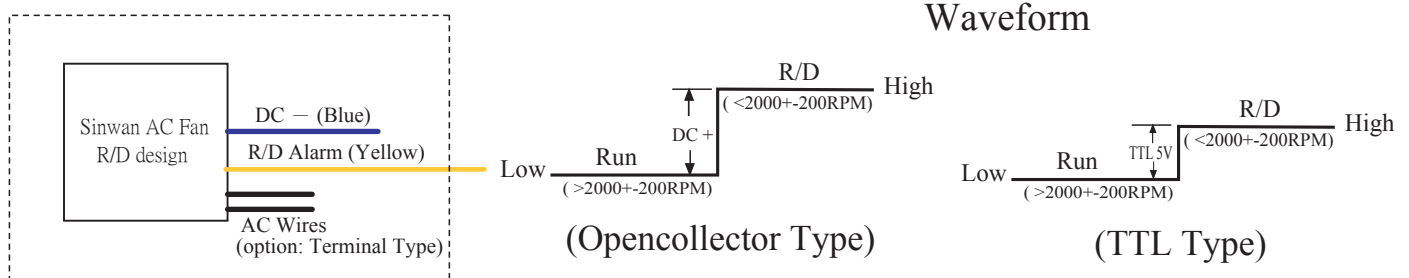 Waveform
Sinwan AC Fan
R/D design
DC － (Blue)
R/D Alarm (Yellow)
AC Wires
(option: Terminal Type)
R/D
High
( <2000+-200RPM)
DC +
Low
Run
( >2000+-200RPM)
(Opencollector Type)
R/D
High
( <2000+-200RPM)
TTL 5V
Low
Run
(>2000+-200RPM)
(TTL Type)